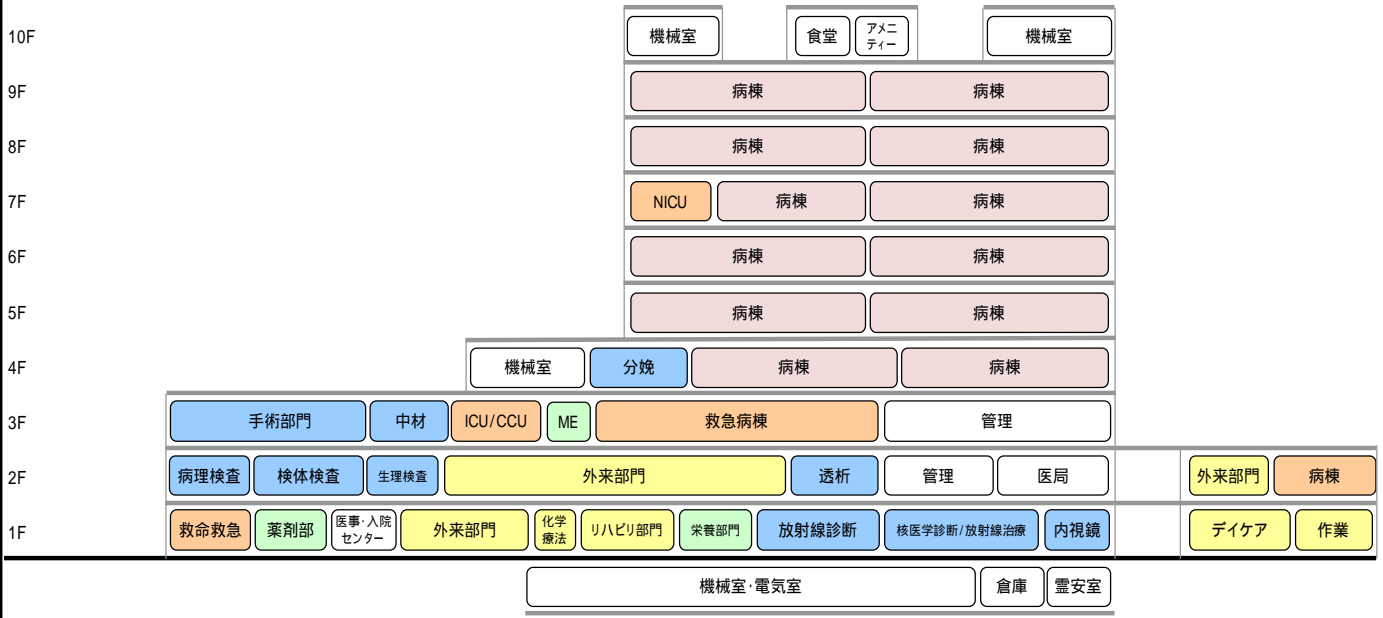 10F
機械室
食堂
アメニ
ティー
機械室
9F
病棟
病棟
8F
病棟
病棟
7F
NICU
病棟
病棟
6F
病棟
病棟
5F
病棟
病棟
4F
機械室
分娩
病棟
病棟
3F
手術部門
中材
ICU/CCU
ME
救急病棟
管理
2F
病理検査
検体検査
生理検査
外来部門
透析
管理
医局
外来部門
病棟
1F
救命救急
薬剤部
医事・入院
センター
外来部門
化学
療法
リハビリ部門
栄養部門
放射線診断
核医学診断/放射線治療
内視鏡
デイケア
作業
機械室・電気室
倉庫
霊安室